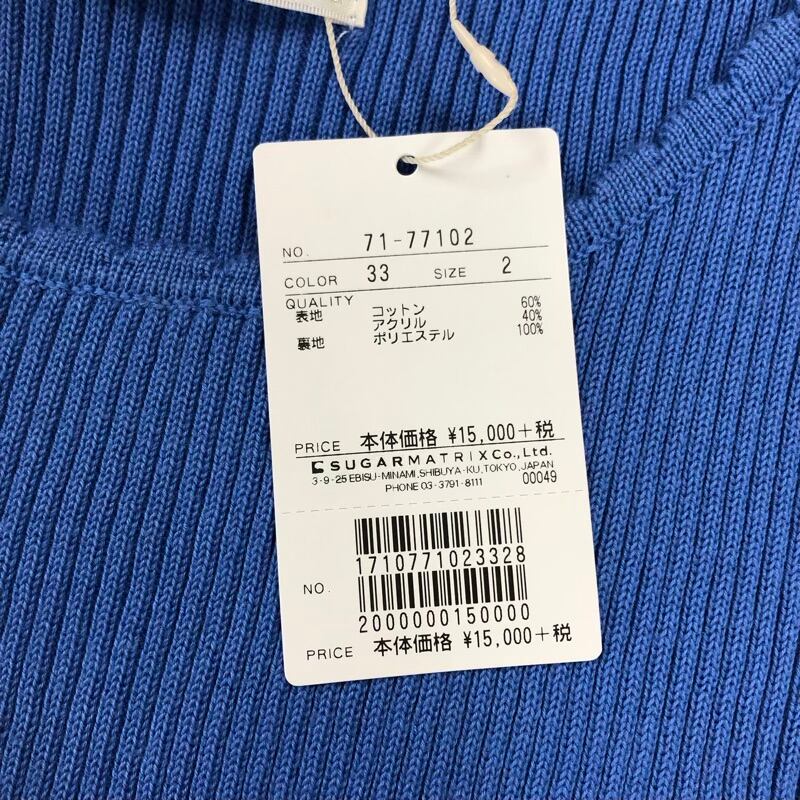 NO. 71-77102
COLOR 33 SIZE 2
QUALITY
表地 コットン 60%
アクリル 40%
裏地 ポリエステル 100%
PRICE 本体価格 ¥15,000+税
SUGARMATRIXCo.,Ltd.
3-9-25 EBISU-MINAMI,SHIBUYA-KU,TOKYO,JAPAN
PHONE 03-3791-8111 00049
1710771023328
NO.
2000000150000
PRICE 本体価格 ¥15,000+税